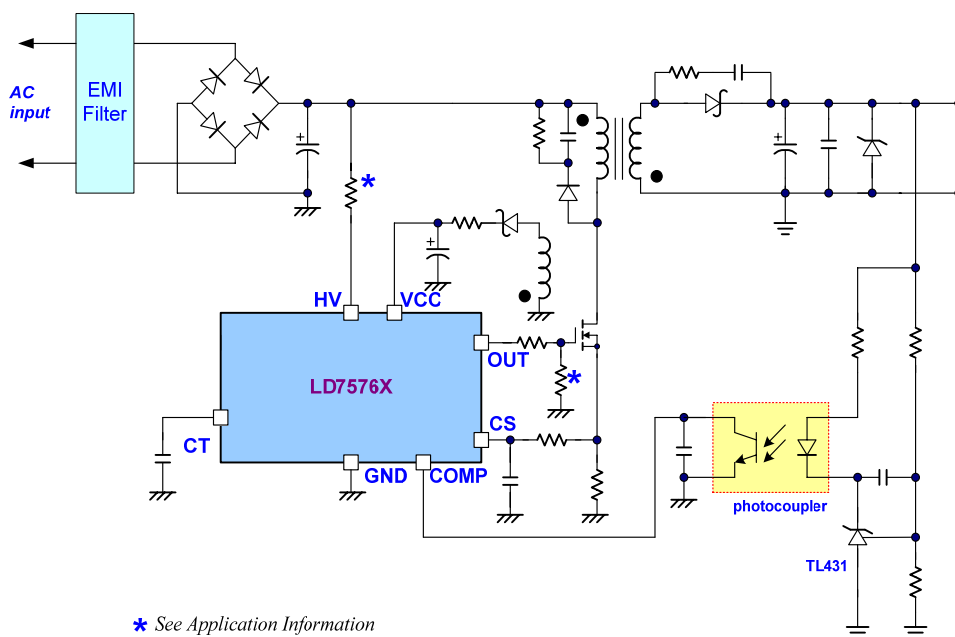 AC
input
EMI
Filter
+
+
+
*
HV
VCC
OUT
*
LD7576X
CS
CT
GND
COMP
photocoupler
TL431
* See Application Information